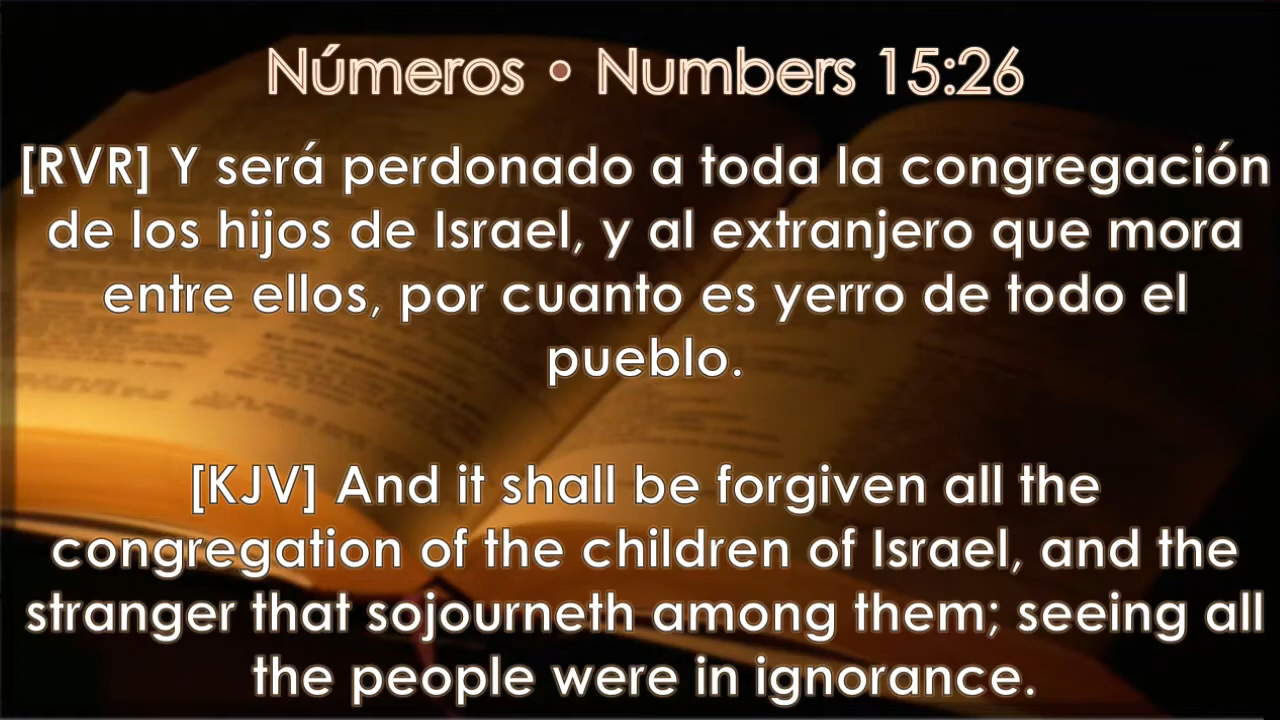 Números • Numbers 15:26
[RVR] Y será perdonado a toda la congregación
de los hijos de Israel, y al extranjero que mora
entre ellos, por cuanto es yerro de todo el
pueblo.
[KJV] And it shall be forgiven all the
congregation of the children of Israel, and the
stranger that sojourneth among them; seeing all
the people were in ignorance.